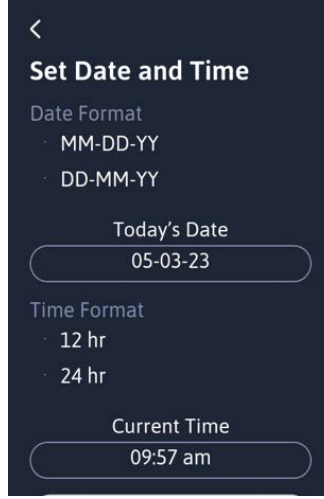 Set Date and Time
Date Format
MM-DD-YY
DD-MM-YY
Today's Date
05-03-23
Time Format
12 hr
24 hr
Current Time
09:57 am